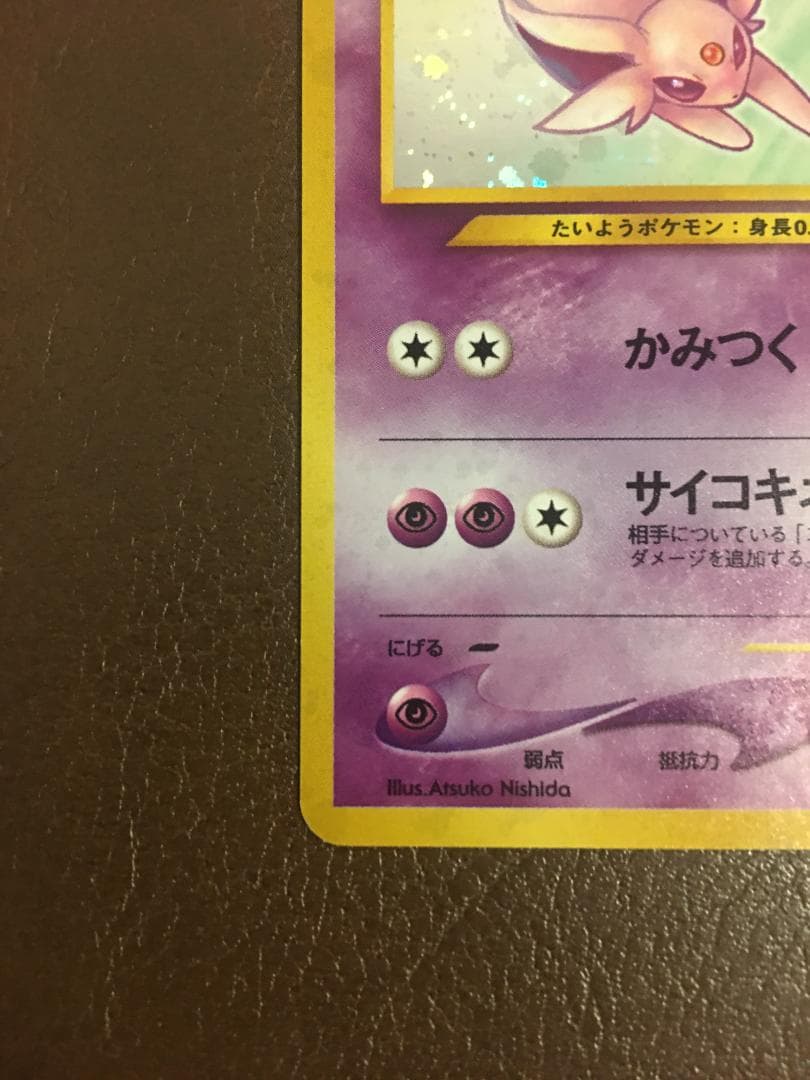 たいようポケモン：身長0.
かみつく
サイコキネ
相手についている「エ
ダメージを追加する。
にげる
弱点 抵抗力
Illus.Atsuko Nishida